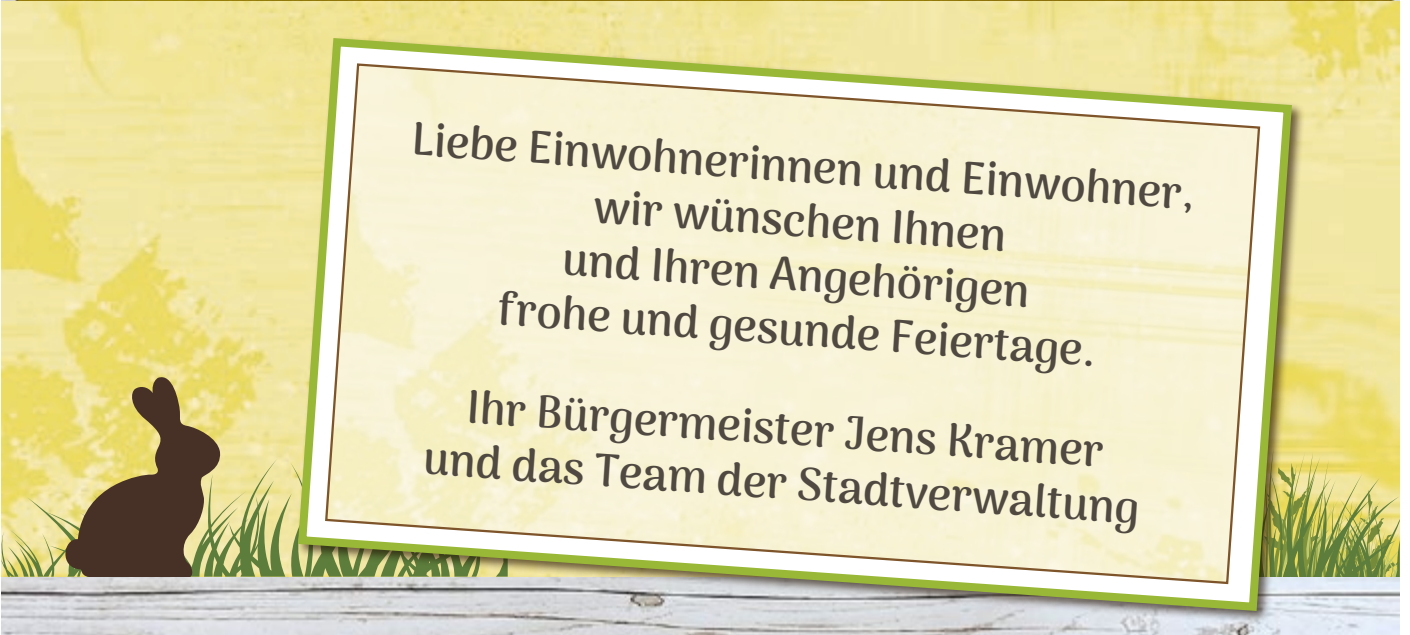 Liebe Einwohnerinnen und Einwohner,
wir wünschen Ihnen
und Ihren Angehörigen
frohe und gesunde Feiertage.
Ihr Bürgermeister Jens Kramer
und das Team der Stadtverwaltung